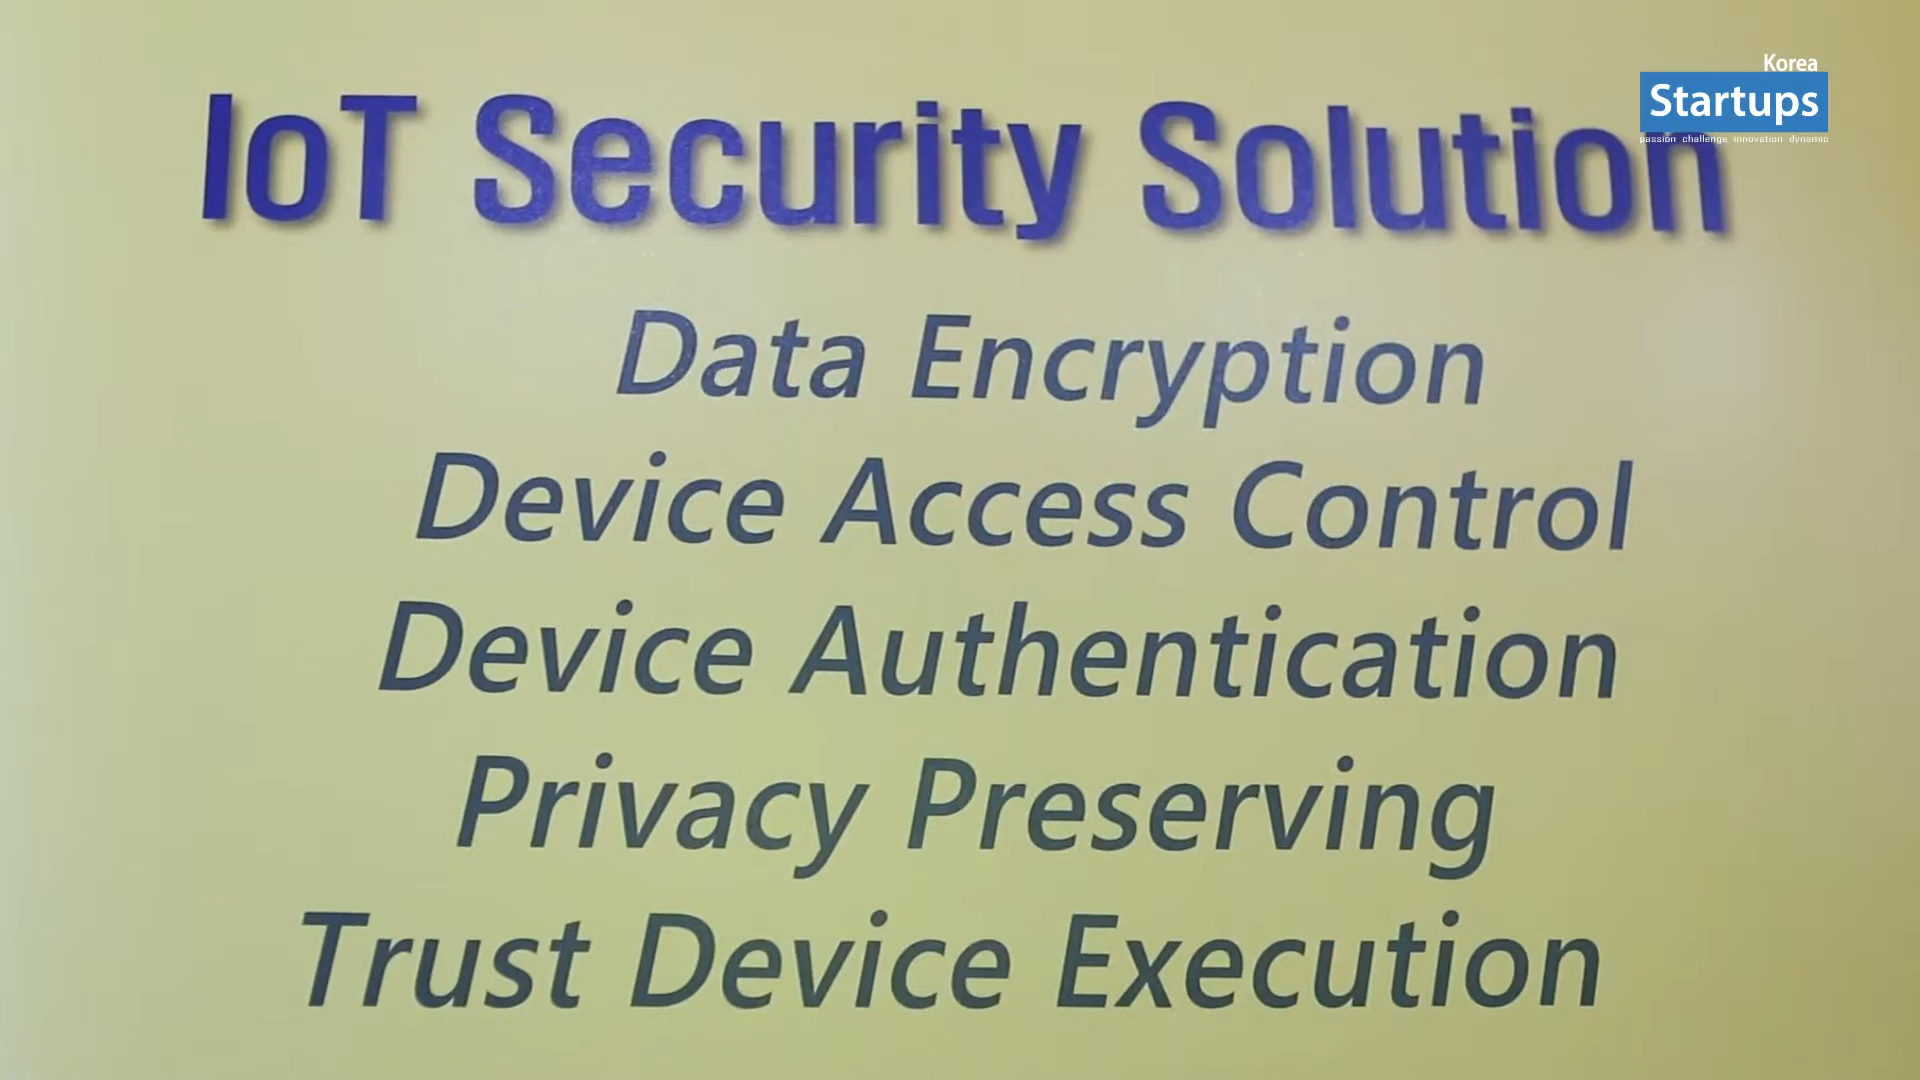 Korea
Startups
passion challenge innovation dynamic
IoT Security Solution
Data Encryption
Device Access Control
Device Authentication
Privacy Preserving
Trust Device Execution